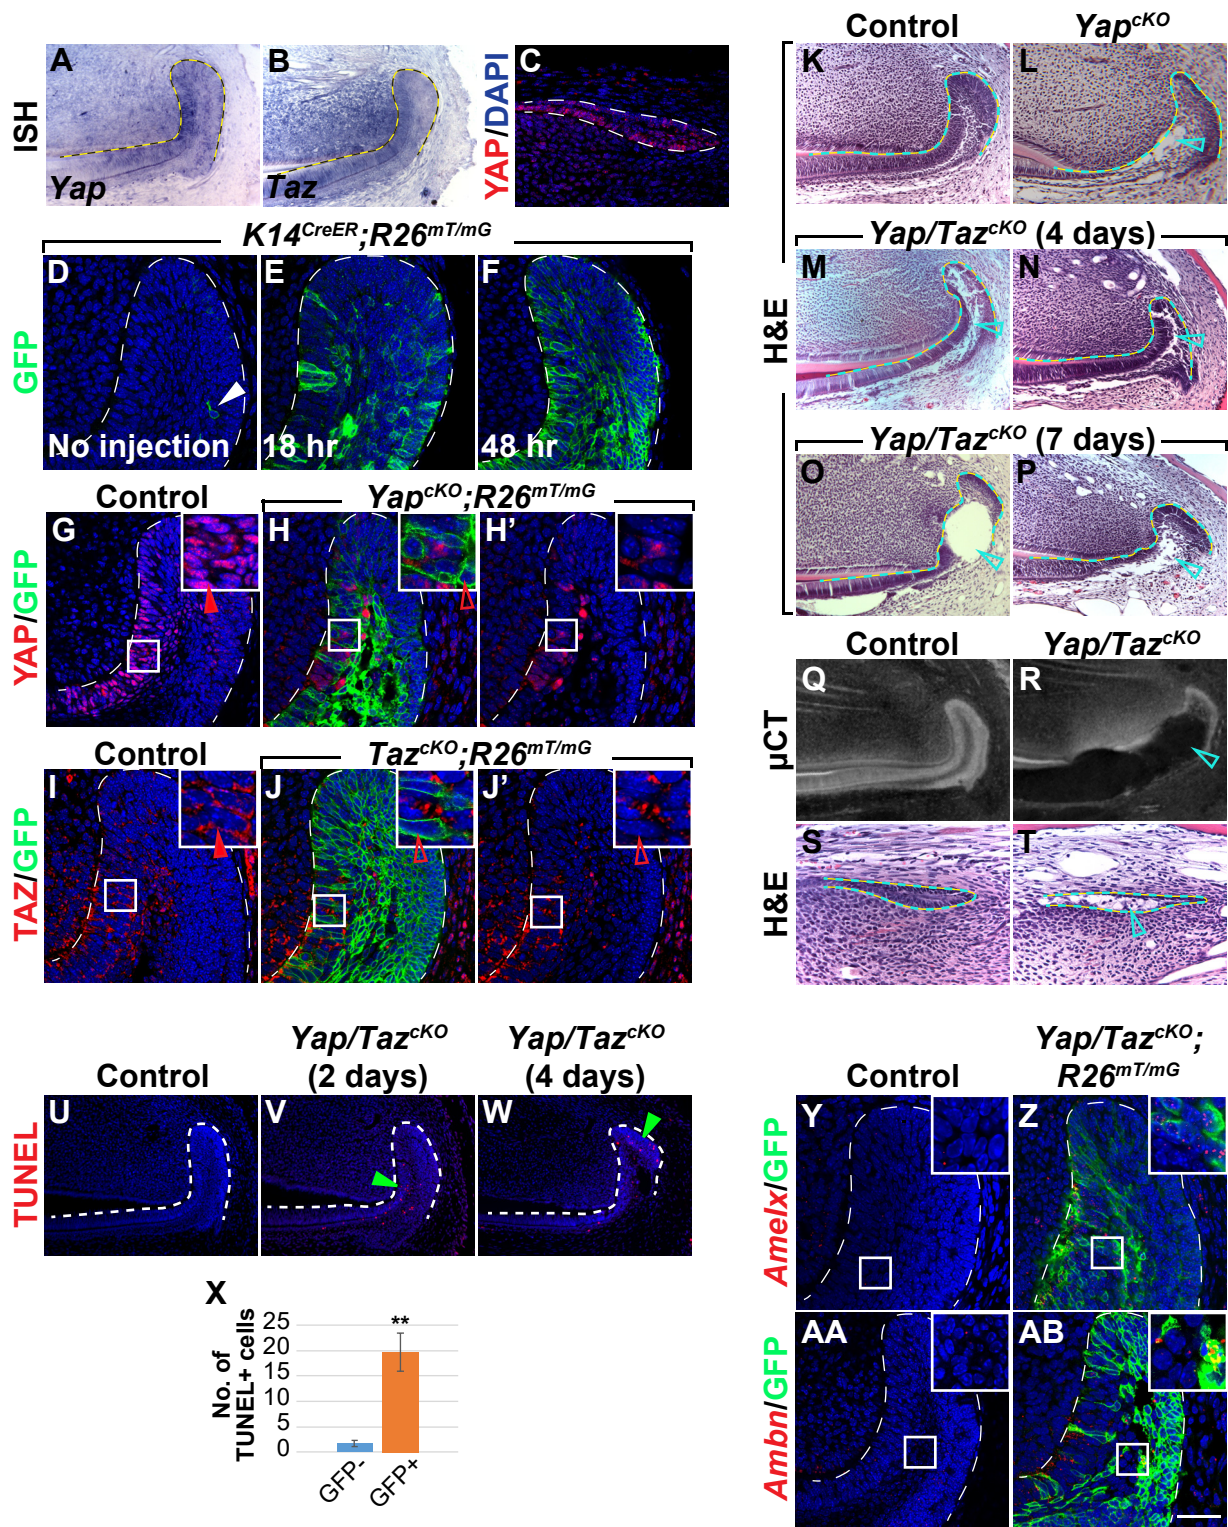 A
B
C
ISH
Yap
Taz
YAP/DAPI
K14CreER;R26mT/mG
D
E
F
GFP
No injection
18 hr
48 hr
Control
YapcKO;R26mT/mG
G
H
H’
YAP/GFP
Control
TazcKO;R26mT/mG
I
J
J’
TAZ/GFP
Control
YapcKO
K
L
Yap/TazcKO (4 days)
M
N
H&E
Yap/TazcKO (7 days)
O
P
Control
Yap/TazcKO
Q
R
µCT
S
T
H&E
Control
Yap/TazcKO
(2 days)
Yap/TazcKO
(4 days)
U
V
W
TUNEL
X
No. of
TUNEL+ cells
25
20
15
10
5
0
**
GFP-
GFP+
Control
Yap/TazcKO;
R26mT/mG
Y
Z
Amelx/GFP
AA
AB
Ambn/GFP